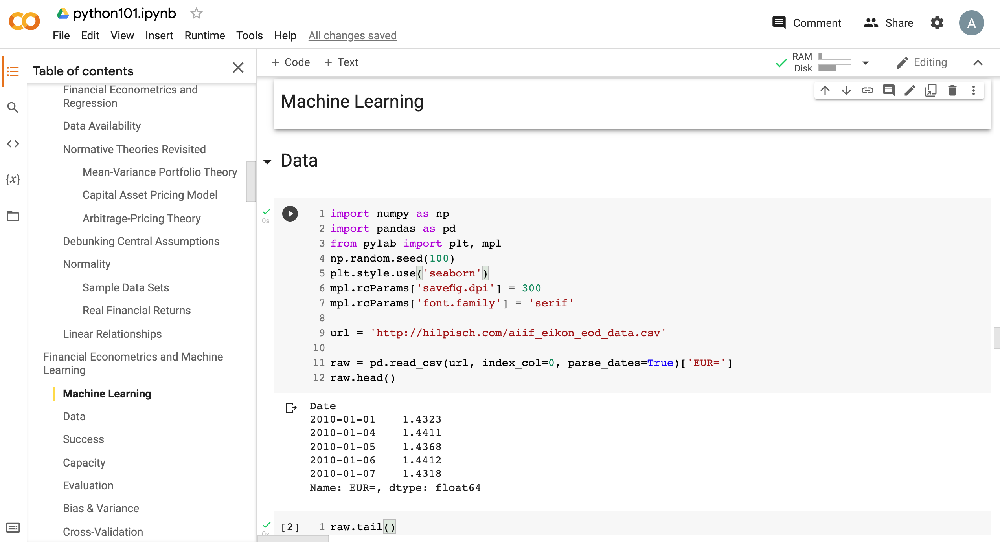 python101.ipynb
File Edit View Insert Runtime Tools Help All changes saved
Comment Share A
Table of contents
Financial Econometrics and
Regression
Data Availability
Normative Theories Revisited
Mean-Variance Portfolio Theory
Capital Asset Pricing Model
Arbitrage-Pricing Theory
Debunking Central Assumptions
Normality
Sample Data Sets
Real Financial Returns
Linear Relationships
Financial Econometrics and Machine
Learning
Machine Learning
Data
Success
Capacity
Evaluation
Bias & Variance
Cross-Validation
{x}
+ Code + Text
RAM
Disk
Editing
Machine Learning
Data
0s
1 import numpy as np
2 import pandas as pd
3 from pylab import plt, mpl
4 np.random.seed(100)
5 plt.style.use('seaborn')
6 mpl.rcParams['savefig.dpi'] = 300
7 mpl.rcParams['font.family'] = 'serif'
8
9 url = 'http://hilpisch.com/aiif_eikon_eod_data.csv'
10
11 raw = pd.read_csv(url, index_col=0, parse_dates=True)['EUR=']
12 raw.head()
Date
2010-01-01 1.4323
2010-01-04 1.4411
2010-01-05 1.4368
2010-01-06 1.4412
2010-01-07 1.4318
Name: EUR=, dtype: float64
[2] 1 raw.tail()
0s